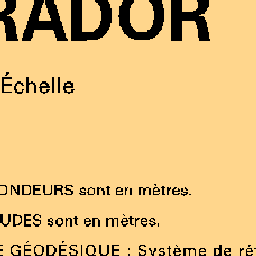 RADOR
Échelle
ONDEURS sont en mètres.
UDES sont en mètres.
E GÉODÉSIQUE : Système de ré